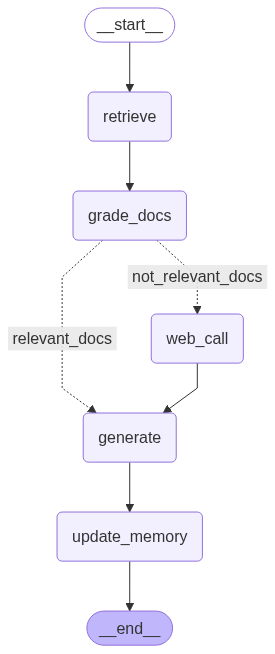 __start__
retrieve
grade_docs
not_relevant_docs
relevant_docs
web_call
generate
update_memory
__end__